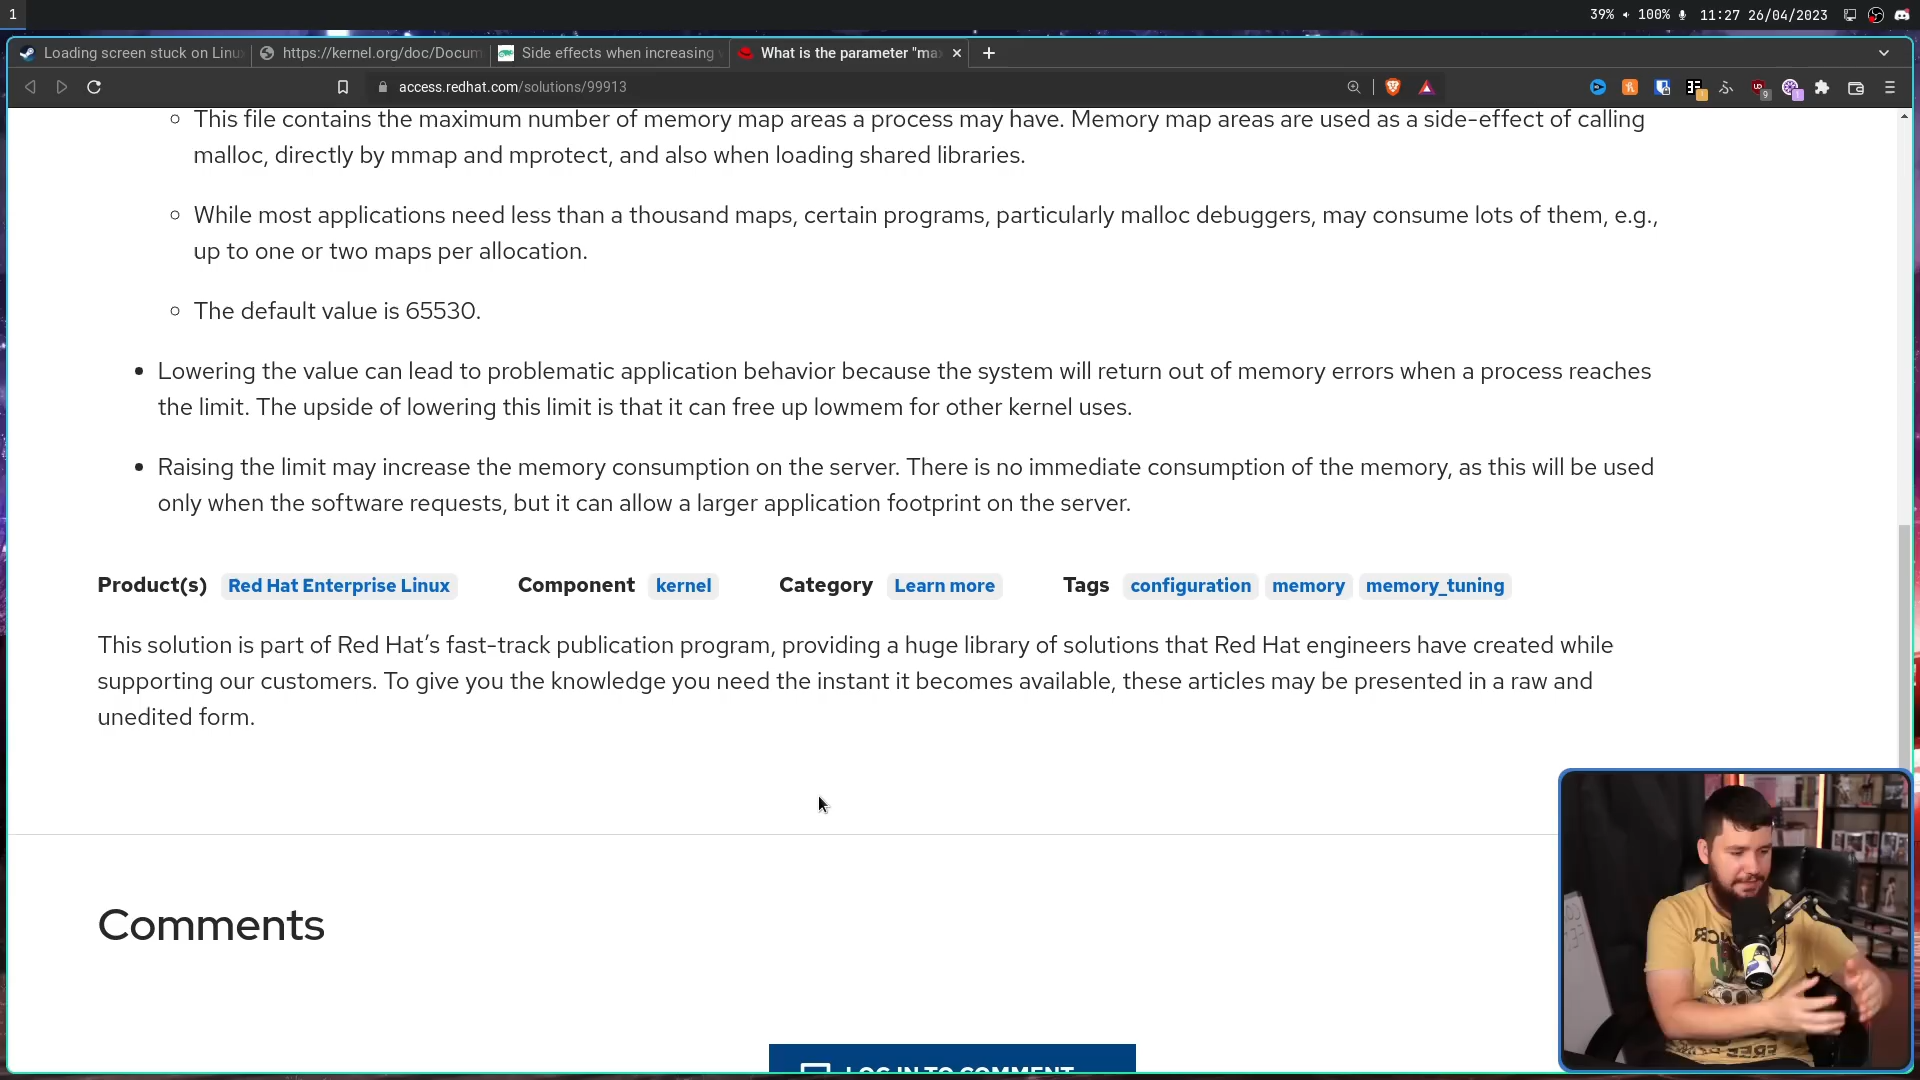 1
39% 100% 11:27 26/04/2023
Loading screen stuck on Linu
https://kernel.org/doc/Docum
Side effects when increasing
What is the parameter "ma
access.redhat.com/solutions/99913
This file contains the maximum number of memory map areas a process may have. Memory map areas are used as a side-effect of calling
malloc, directly by mmap and mprotect, and also when loading shared libraries.
While most applications need less than a thousand maps, certain programs, particularly malloc debuggers, may consume lots of them, e.g.,
up to one or two maps per allocation.
The default value is 65530.
Lowering the value can lead to problematic application behavior because the system will return out of memory errors when a process reaches
the limit. The upside of lowering this limit is that it can free up lowmem for other kernel uses.
Raising the limit may increase the memory consumption on the server. There is no immediate consumption of the memory, as this will be used
only when the software requests, but it can allow a larger application footprint on the server.
Product(s) Red Hat Enterprise Linux Component kernel Category Learn more Tags configuration memory memory_tuning
This solution is part of Red Hat’s fast-track publication program, providing a huge library of solutions that Red Hat engineers have created while
supporting our customers. To give you the knowledge you need the instant it becomes available, these articles may be presented in a raw and
unedited form.
Comments
LOG IN TO COMMENT